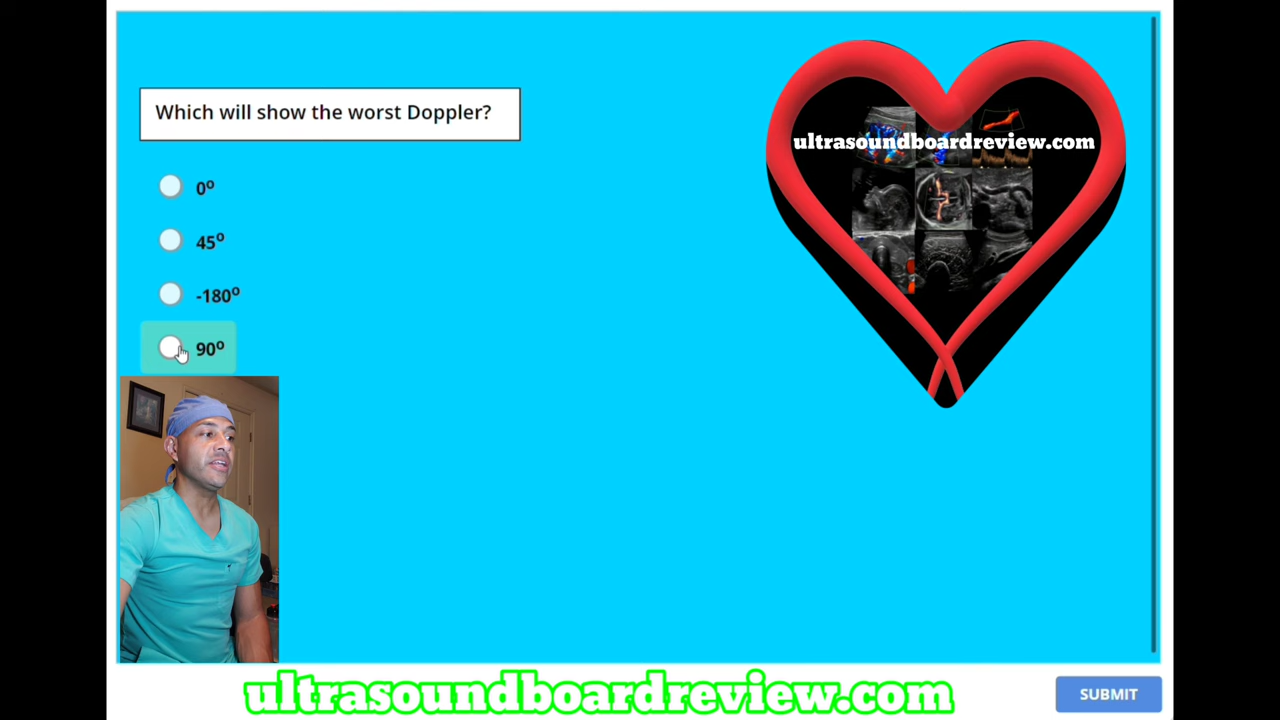 Which will show the worst Doppler?
ultrasoundboardreview.com
0º
45º
-180º
90º
ultrasoundboardreview.com
SUBMIT